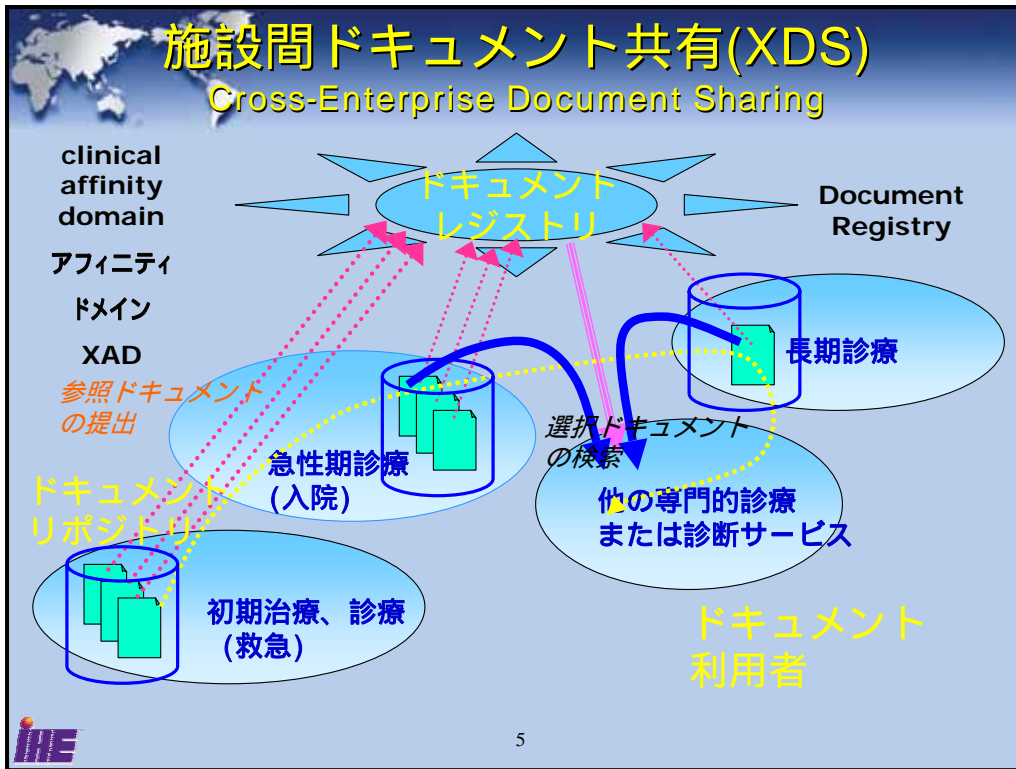 施設間ドキュメント共有(XDS)
Cross-Enterprise Document Sharing
clinical
affinity
domain
アフィニティ
ドメイン
XAD
ドキュメント
レジストリ
Document
Registry
長期診療
参照ドキュメント
の提出
選択ドキュメント
の検索
急性期診療
(入院)
ドキュメント
リポジトリ
他の専門的診療
または診断サービス
初期治療、診療
(救急)
ドキュメント
利用者
IHE
5